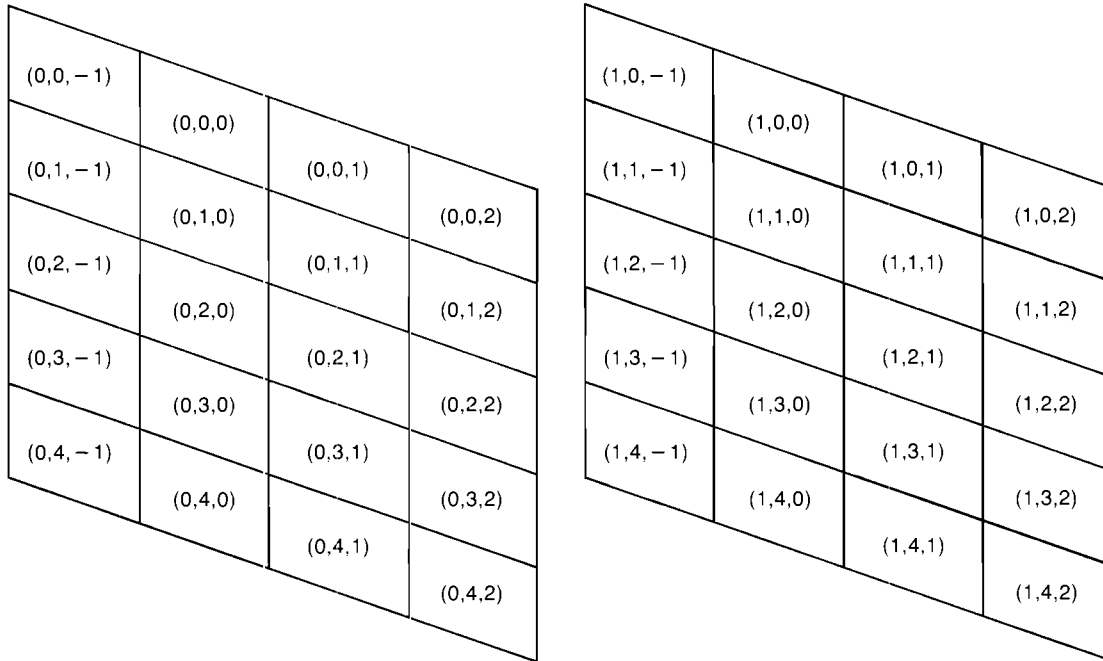 (0,0,−1) (0,0,0) (0,0,1) (0,0,2)
(0,1,−1) (0,1,0) (0,1,1) (0,1,2)
(0,2,−1) (0,2,0) (0,2,1) (0,2,2)
(0,3,−1) (0,3,0) (0,3,1) (0,3,2)
(0,4,−1) (0,4,0) (0,4,1) (0,4,2)
(1,0,−1) (1,0,0) (1,0,1) (1,0,2)
(1,1,−1) (1,1,0) (1,1,1) (1,1,2)
(1,2,−1) (1,2,0) (1,2,1) (1,2,2)
(1,3,−1) (1,3,0) (1,3,1) (1,3,2)
(1,4,−1) (1,4,0) (1,4,1) (1,4,2)